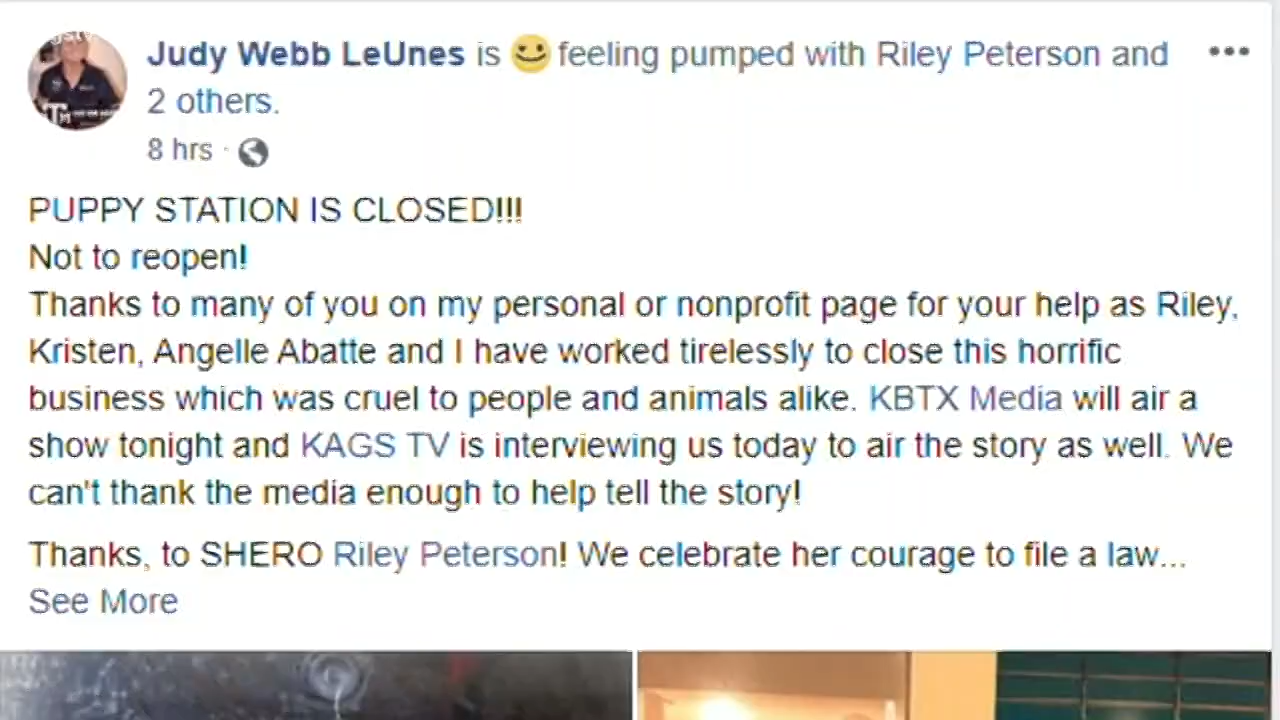 Judy Webb LeUnes is 😀 feeling pumped with Riley Peterson and
2 others.
8 hrs ·
PUPPY STATION IS CLOSED!!!
Not to reopen!
Thanks to many of you on my personal or nonprofit page for your help as Riley,
Kristen, Angelle Abatte and I have worked tirelessly to close this horrific
business which was cruel to people and animals alike. KBTX Media will air a
show tonight and KAGS TV is interviewing us today to air the story as well. We
can't thank the media enough to help tell the story!
Thanks, to SHERO Riley Peterson! We celebrate her courage to file a law...
See More